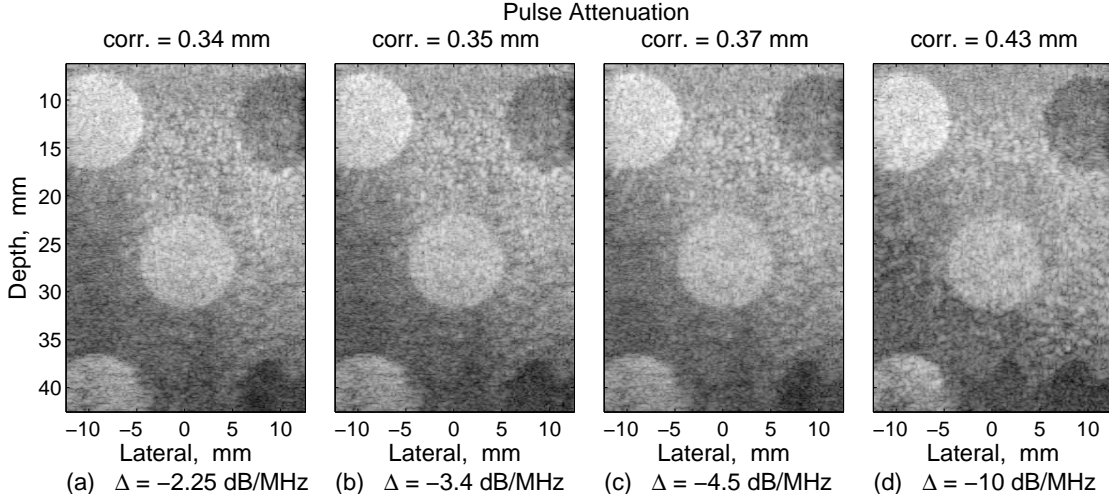 Pulse Attenuation
corr. = 0.34 mm
corr. = 0.35 mm
corr. = 0.37 mm
corr. = 0.43 mm
Depth, mm
10
15
20
25
30
35
40
−10 −5 0 5 10
−10 −5 0 5 10
−10 −5 0 5 10
−10 −5 0 5 10
Lateral, mm
Lateral, mm
Lateral, mm
Lateral, mm
(a) Δ = −2.25 dB/MHz
(b) Δ = −3.4 dB/MHz
(c) Δ = −4.5 dB/MHz
(d) Δ = −10 dB/MHz